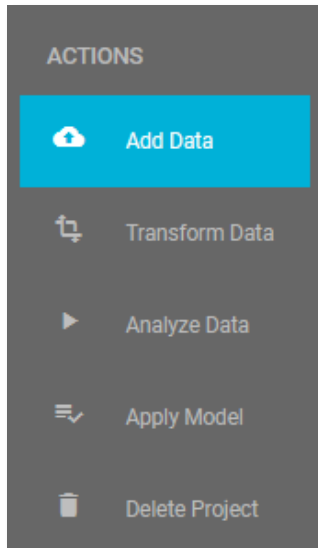 ACTIONS
Add Data
Transform Data
Analyze Data
Apply Model
Delete Project